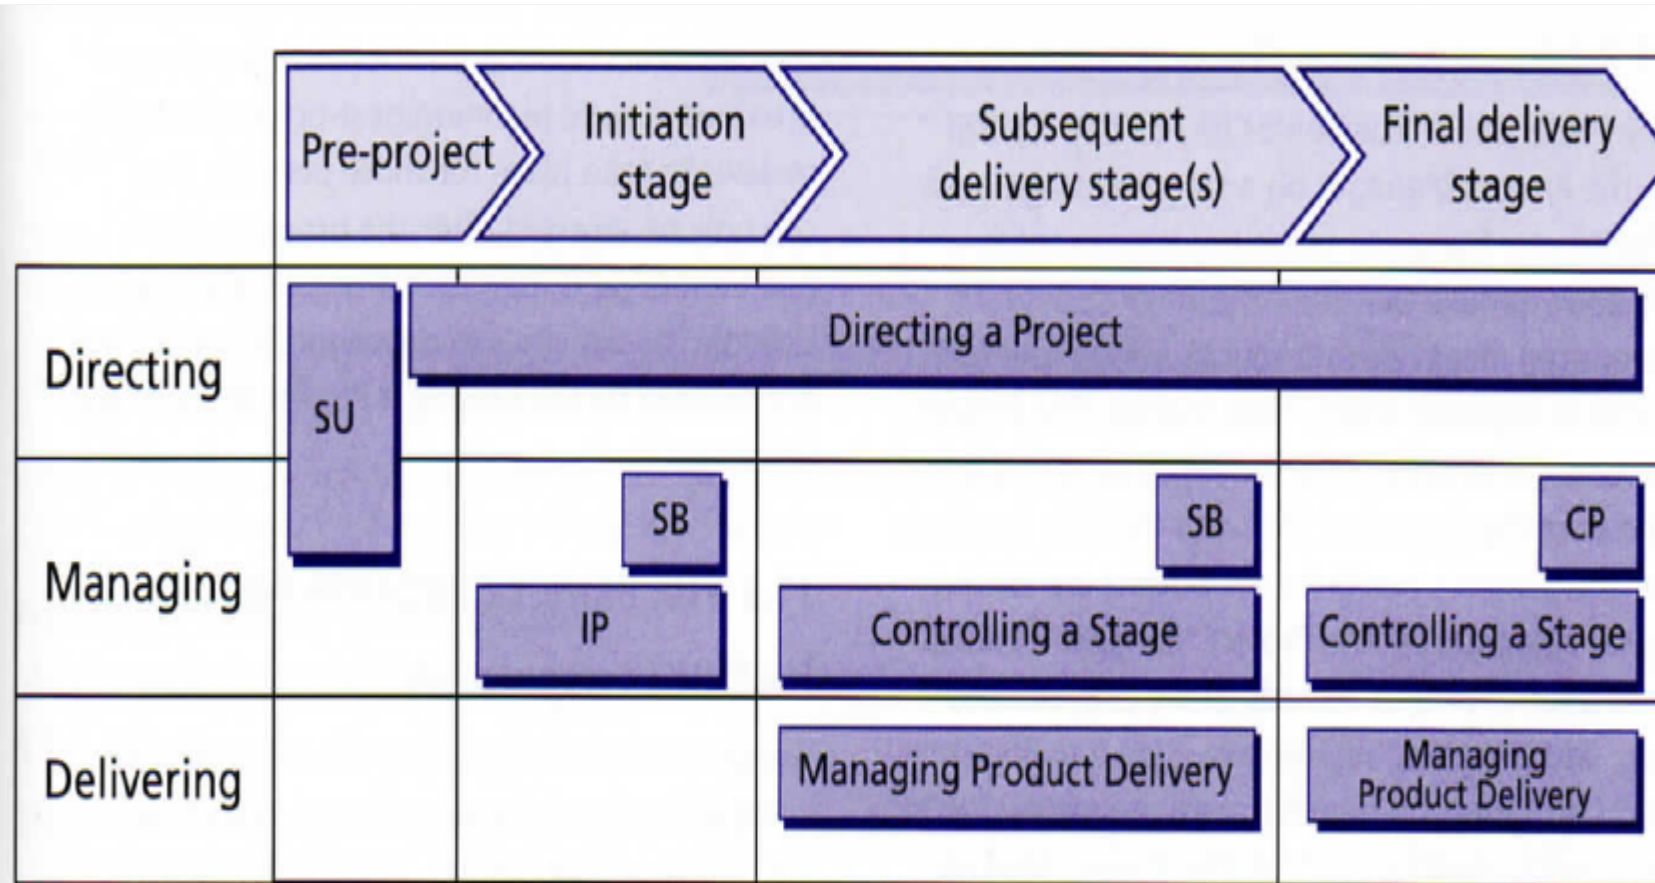 Pre-project
Initiation
stage
Subsequent
delivery stage(s)
Final delivery
stage
Directing
SU
Directing a Project
Managing
SB
SB
CP
IP
Controlling a Stage
Controlling a Stage
Delivering
Managing Product Delivery
Managing
Product Delivery